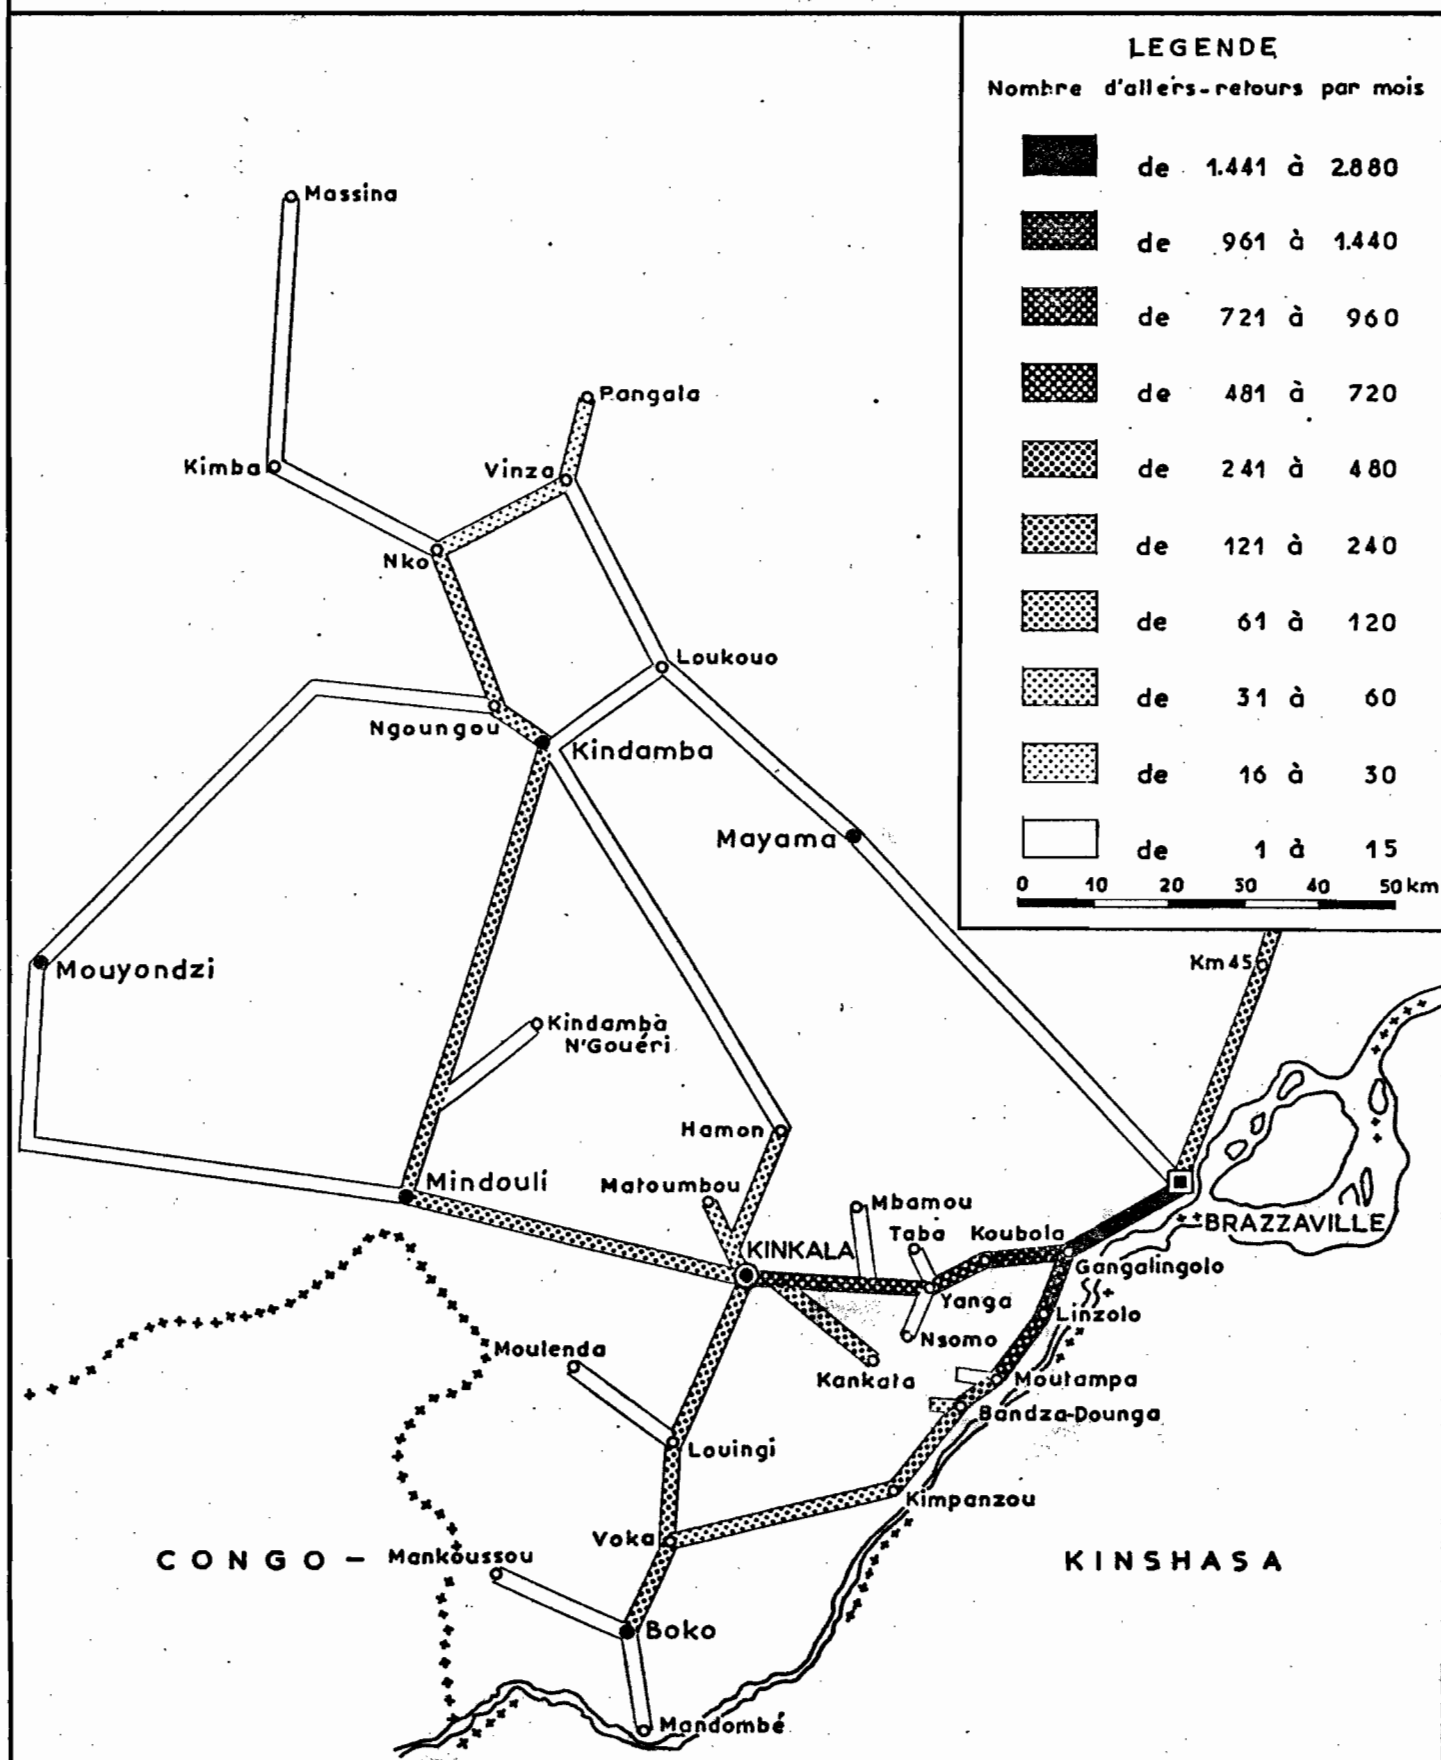 LEGENDE
Nombre d'allers-retours par mois
de 1.441 à 2.880
de 961 à 1.440
de 721 à 960
de 481 à 720
de 241 à 480
de 121 à 240
de 61 à 120
de 31 à 60
de 16 à 30
de 1 à 15
0 10 20 30 40 50 km
Massina
Pangala
Kimba
Vinza
Nko
Loukouo
Ngoungou
Kindamba
Mayama
Mouyondzi
Km 45
Kindamba
N'Gouéri
Hamon
Mindouli
Matoumbou
Mbamou
Taba
Koubola
BRAZZAVILLE
KINKALA
Gangalingolo
Yanga
Linzolo
Nsomo
Moulenda
Kankata
Moutampa
Bandza-Dounga
Louingi
Kimpanzou
Voka
CONGO - KINSHASA
Mankoussou
Boko
Mandombé